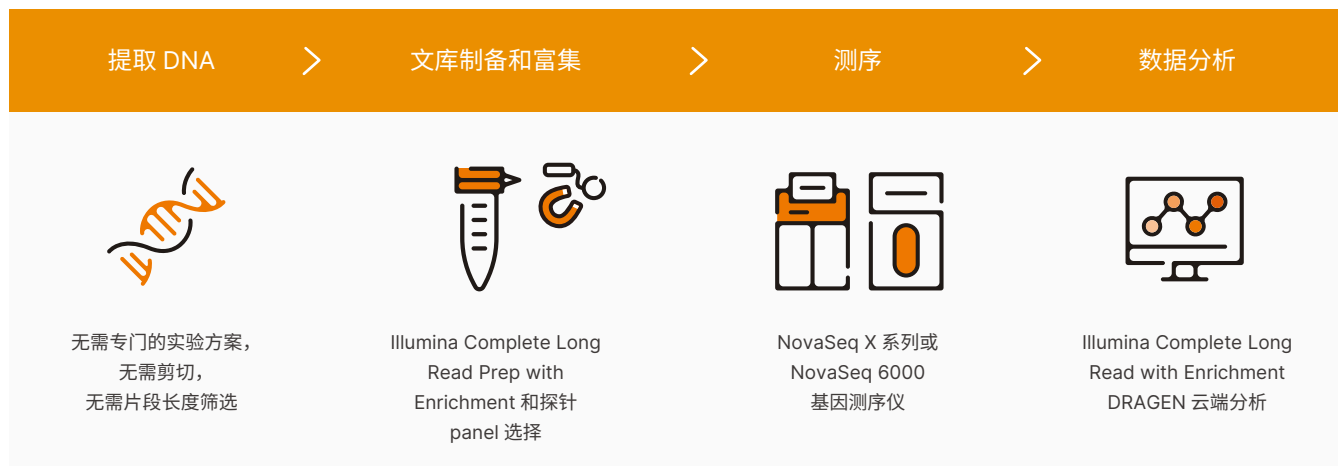 提取 DNA
文库制备和富集
测序
数据分析
无需专门的实验方案，
无需剪切，
无需片段长度筛选
Illumina Complete Long
Read Prep with
Enrichment 和探针
panel 选择
NovaSeq X 系列或
NovaSeq 6000
基因测序仪
Illumina Complete Long
Read with Enrichment
DRAGEN 云端分析